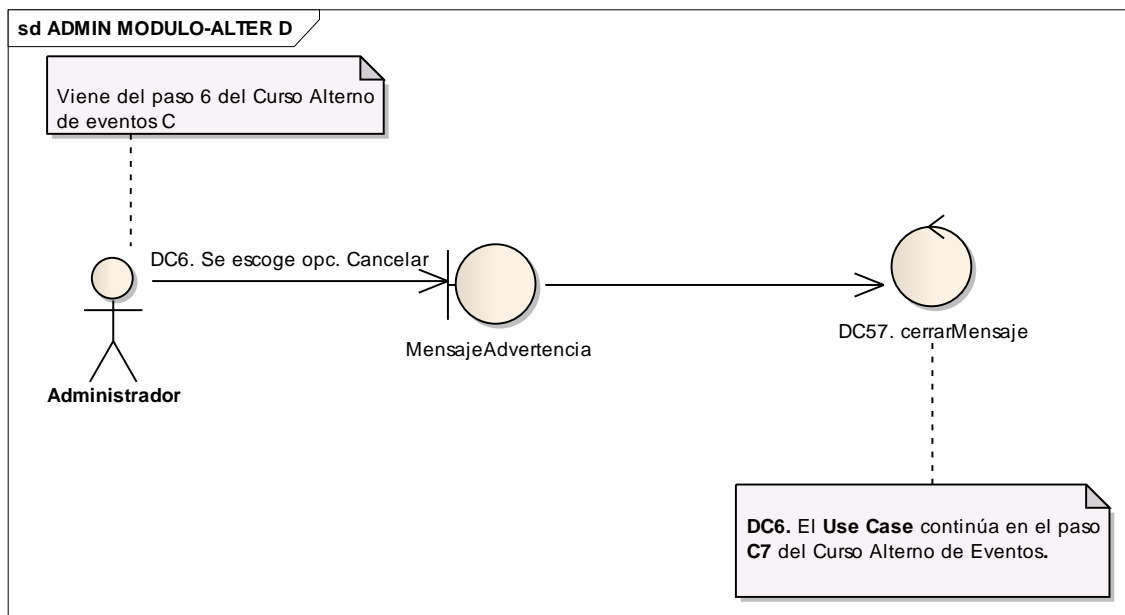 sd ADMIN MODULO-ALTER D
Viene del paso 6 del Curso Alterno
de eventos C
DC6. Se escoge opc. Cancelar
MensajeAdvertencia
DC57. cerrarMensaje
Administrador
DC6. El Use Case continúa en el paso
C7 del Curso Alterno de Eventos.